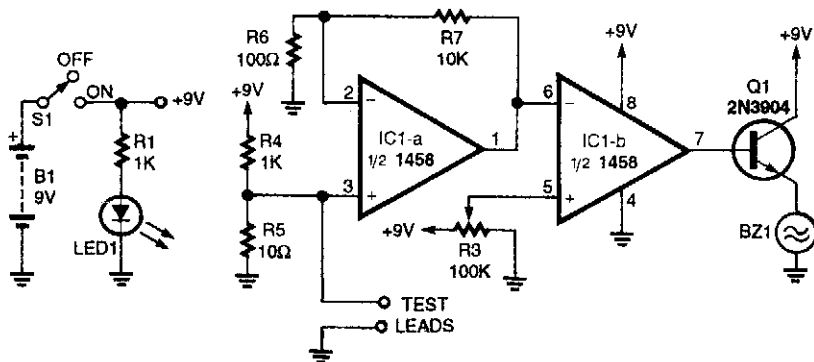 OFF
ON
S1
+9V
+
B1
9V
R1
1K
LED1
R6
100Ω
R7
10K
+9V
R4
1K
R5
10Ω
2
−
3
+
IC1-a
1/2 1458
1
6
−
5
+
IC1-b
1/2 1458
8
4
7
+9V
+9V
R3
100K
TEST
LEADS
+9V
Q1
2N3904
BZ1